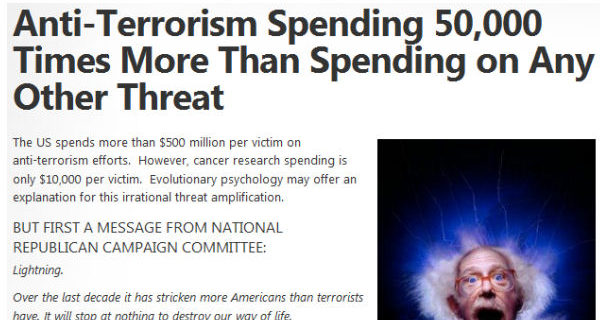 Anti-Terrorism Spending 50,000
Times More Than Spending on Any
Other Threat
The US spends more than $500 million per victim on
anti-terrorism efforts. However, cancer research spending is
only $10,000 per victim. Evolutionary psychology may offer an
explanation for this irrational threat amplification.
BUT FIRST A MESSAGE FROM NATIONAL
REPUBLICAN CAMPAIGN COMMITTEE:
Lightning.
Over the last decade it has stricken more Americans than terrorists
have. It will stop at nothing to destroy our way of life.